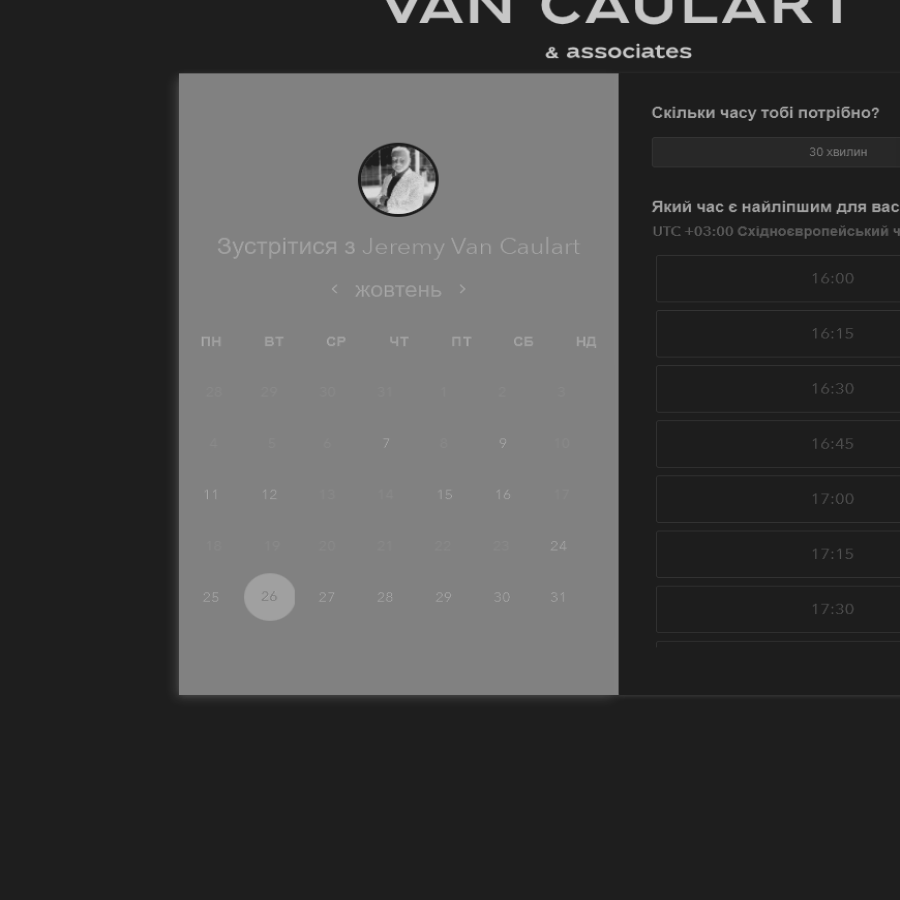 VAN CAULART
& associates
Зустрітися з Jeremy Van Caulart
жовтень
ПН ВТ СР ЧТ ПТ СБ НД
28 29 30 31 1 2 3
4 5 6 7 8 9 10
11 12 13 14 15 16 17
18 19 20 21 22 23 24
25 26 27 28 29 30 31
Скільки часу тобі потрібно?
30 хвилин
Який час є найліпшим для вас
UTC +03:00 Східноєвропейський ч
16:00
16:15
16:30
16:45
17:00
17:15
17:30